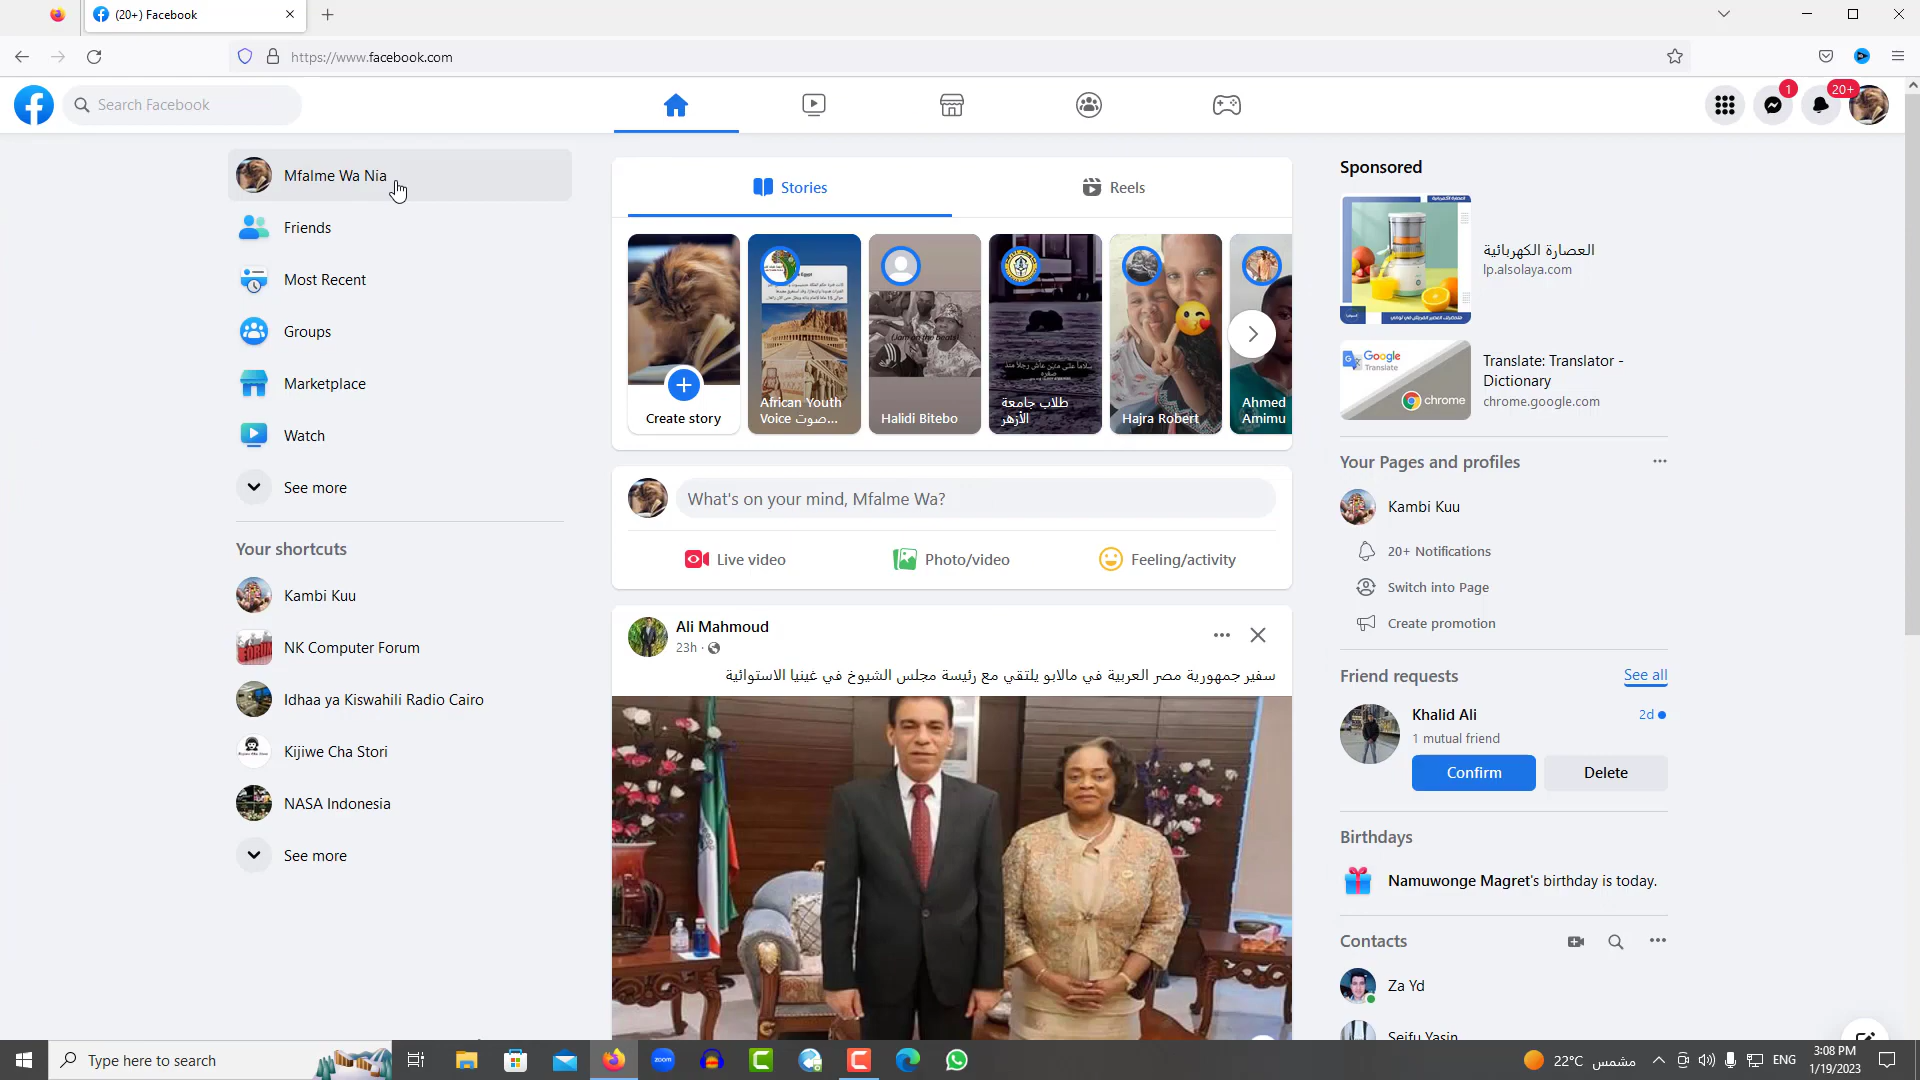 (20+) Facebook
https://www.facebook.com
Search Facebook
1
20+
Mfalme Wa Nia
Friends
Most Recent
Groups
Marketplace
Watch
See more
Your shortcuts
Kambi Kuu
NK Computer Forum
Idhaa ya Kiswahili Radio Cairo
Kijiwe Cha Stori
NASA Indonesia
See more
Stories
Reels
Create story
African Youth
Voice صوت...
Halidi Bitebo
طلاب جامعة
الأزهر
Hajra Robert
Ahmed
Amimu
What's on your mind, Mfalme Wa?
Live video
Photo/video
Feeling/activity
Ali Mahmoud
23h
سفير جمهورية مصر العربية في مالابو يلتقي مع رئيسة مجلس الشيوخ في غينيا الاستوائية
Sponsored
العصارة الكهربائية
lp.alsolaya.com
Google
Translate
chrome
Translate: Translator -
Dictionary
chrome.google.com
Your Pages and profiles
Kambi Kuu
20+ Notifications
Switch into Page
Create promotion
Friend requests
See all
Khalid Ali
2d
1 mutual friend
Confirm
Delete
Birthdays
Namuwonge Magret's birthday is today.
Contacts
Za Yd
Seifu Yasin
Type here to search
zoom
22°C مشمس
ENG
3:08 PM
1/19/2023